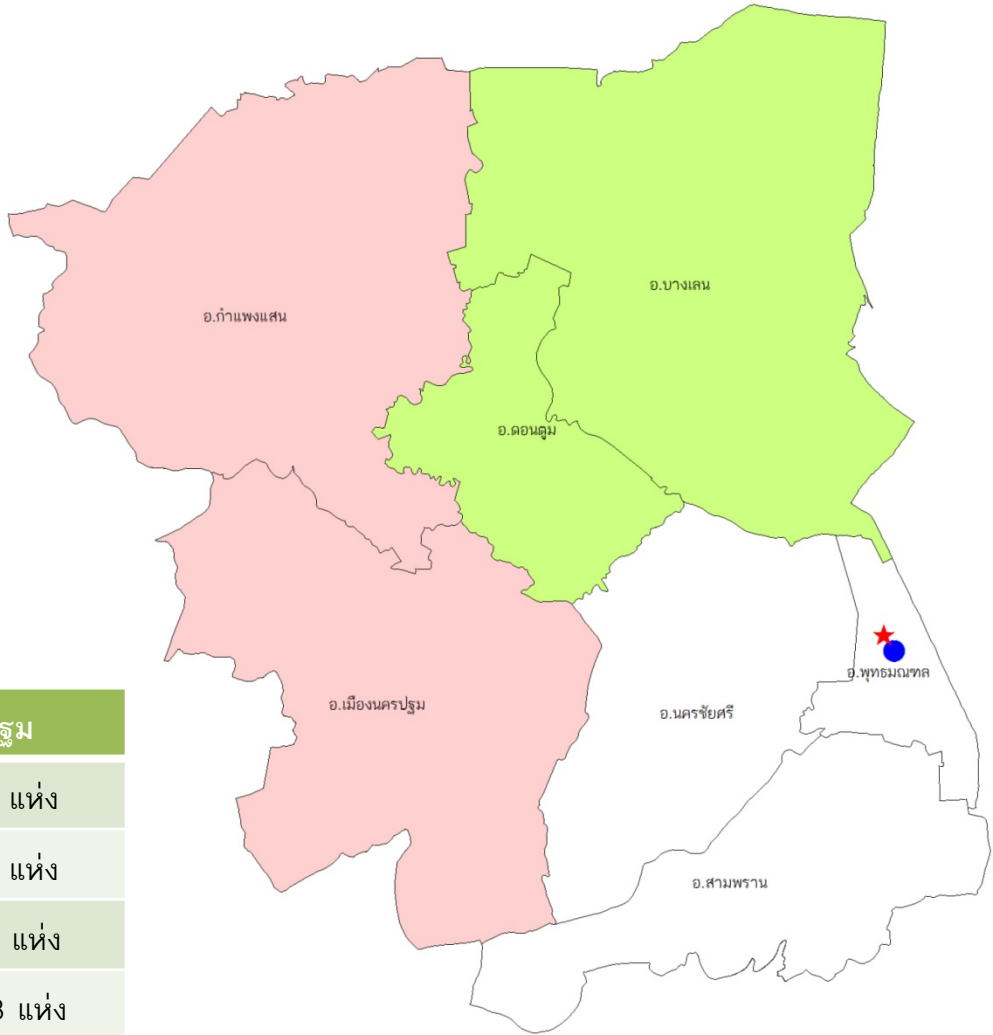 อ.บางเลน
อ.กำแพงแสน
อ.ดอนตูม
อ.พุทธมณฑล
อ.เมืองนครปฐม
อ.นครชัยศรี
อ.สามพราน
แห่ง
แห่ง
แห่ง
แห่ง